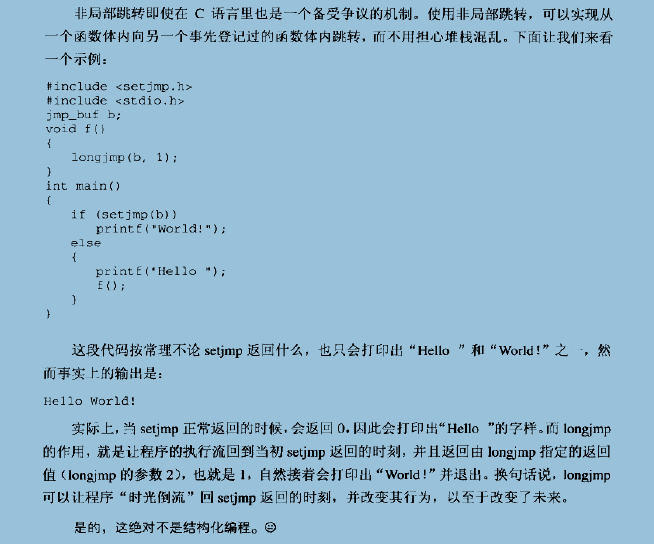 非局部跳转即使在 C 语言里也是一个备受争议的机制。使用非局部跳转，可以实现从
一个函数体内向另一个事先登记过的函数体内跳转，而不用担心堆栈混乱。下面让我们来看
一个示例：
#include <setjmp.h>
#include <stdio.h>
jmp_buf b;
void f()
{
longjmp(b, 1);
}
int main()
{
if (setjmp(b))
printf("World!");
else
{
printf("Hello ");
f();
}
}
这段代码按常理不论 setjmp 返回什么，也只会打印出“Hello ”和“World!”之一，然
而事实上的输出是：
Hello World!
实际上，当 setjmp 正常返回的时候，会返回 0，因此会打印出“Hello ”的字样。而 longjmp
的作用，就是让程序的执行流回到当初 setjmp 返回的时刻，并且返回由 longjmp 指定的返回
值（longjmp 的参数 2），也就是 1，自然接着会打印出“World!”并退出。换句话说，longjmp
可以让程序“时光倒流”回 setjmp 返回的时刻，并改变其行为，以至于改变了未来。
是的，这绝对不是结构化编程。☹